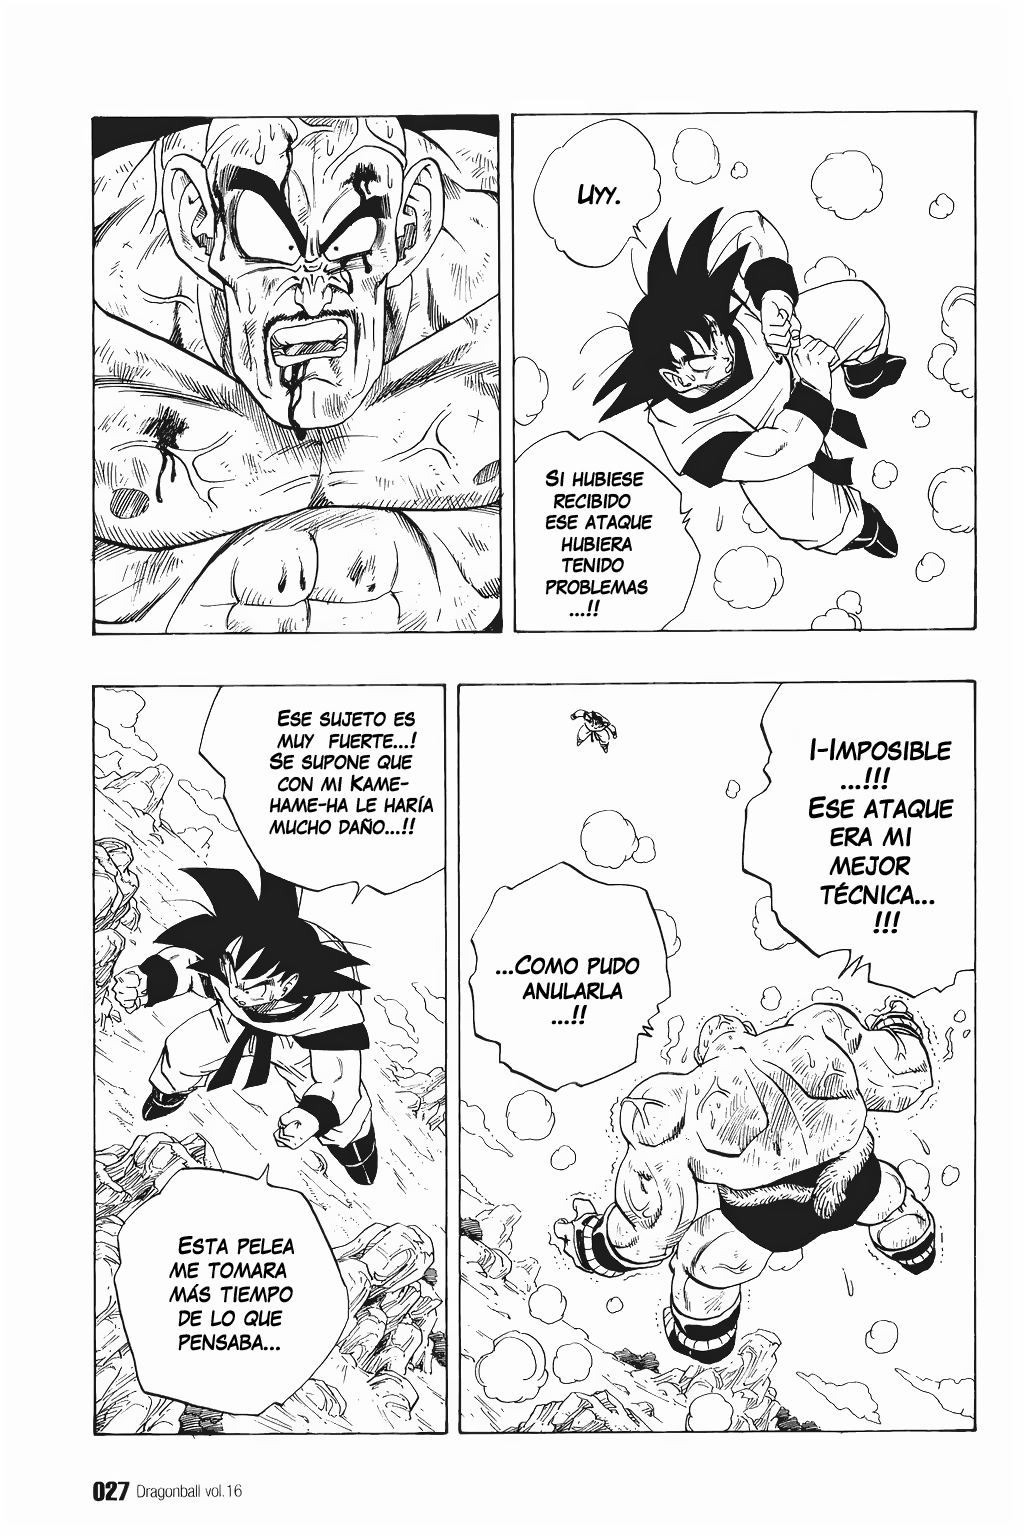 UYY.
SI HUBIESE
RECIBIDO
ESE ATAQUE
HUBIERA
TENIDO
PROBLEMAS
...!!
I-IMPOSIBLE
...!!!
ESE ATAQUE
ERA MI
MEJOR
TÉCNICA...
!!!
...COMO PUDO
ANULARLA
...!!
ESE SUJETO ES
MUY FUERTE...!
SE SUPONE QUE
CON MI KAME-
HAME-HA LE HARÍA
MUCHO DAÑO...!!
ESTA PELEA
ME TOMARA
MÁS TIEMPO
DE LO QUE
PENSABA...
027 Dragonball vol.16